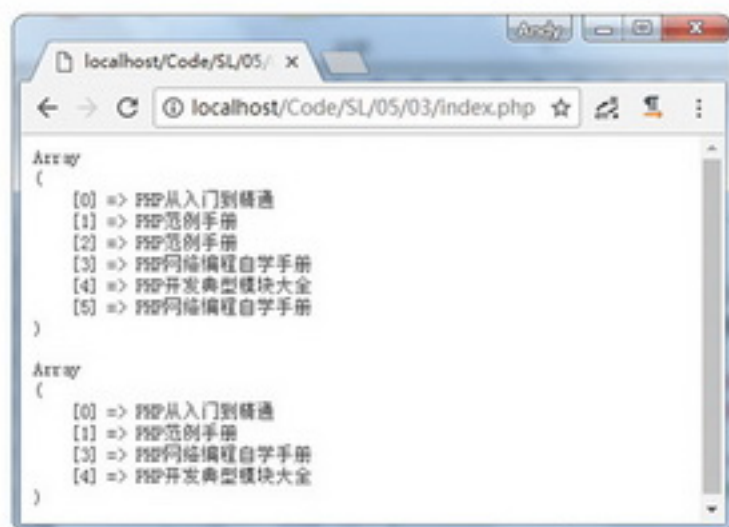 Andy
localhost/Code/SL/05/
localhost/Code/SL/05/03/index.php
Array
(
[0] => PHP从入门到精通
[1] => PHP范例手册
[2] => PHP范例手册
[3] => PHP网络编程自学手册
[4] => PHP开发典型模块大全
[5] => PHP网络编程自学手册
)
Array
(
[0] => PHP从入门到精通
[1] => PHP范例手册
[3] => PHP网络编程自学手册
[4] => PHP开发典型模块大全
)